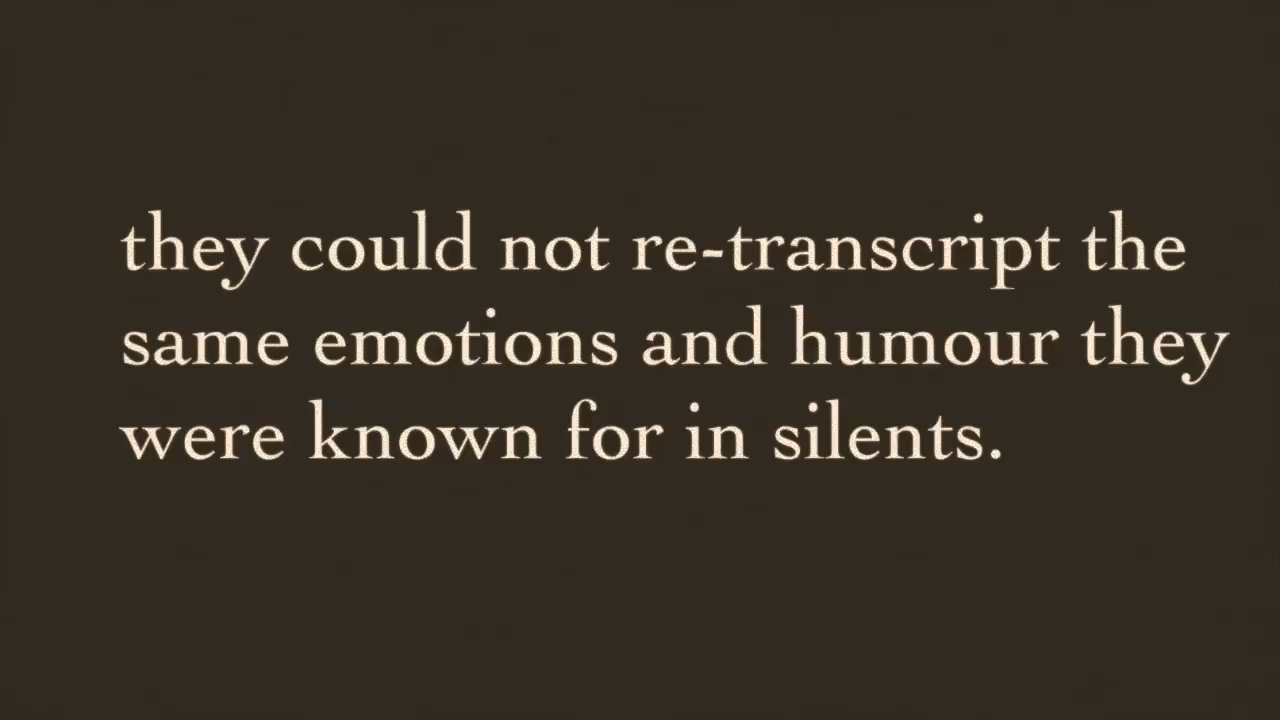 they could not re-transcript the
same emotions and humour they
were known for in silents.